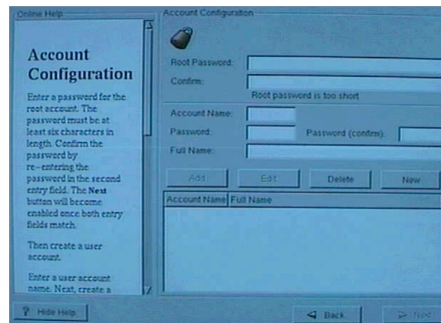 Online Help
Account
Configuration
Enter a password for the
root account. The
password must be at
least six characters in
length. Confirm the
password by
re-entering the
password in the second
entry field. The Next
button will become
enabled once both entry
fields match.
Then create a user
account.
Enter a user account
name. Next, create a
Hide Help
Account Configuration
Root Password:
Confirm:
Root password is too short
Account Name:
Password:
Password (confirm):
Full Name:
Add
Edit
Delete
New
Account Name Full Name
Back
Next